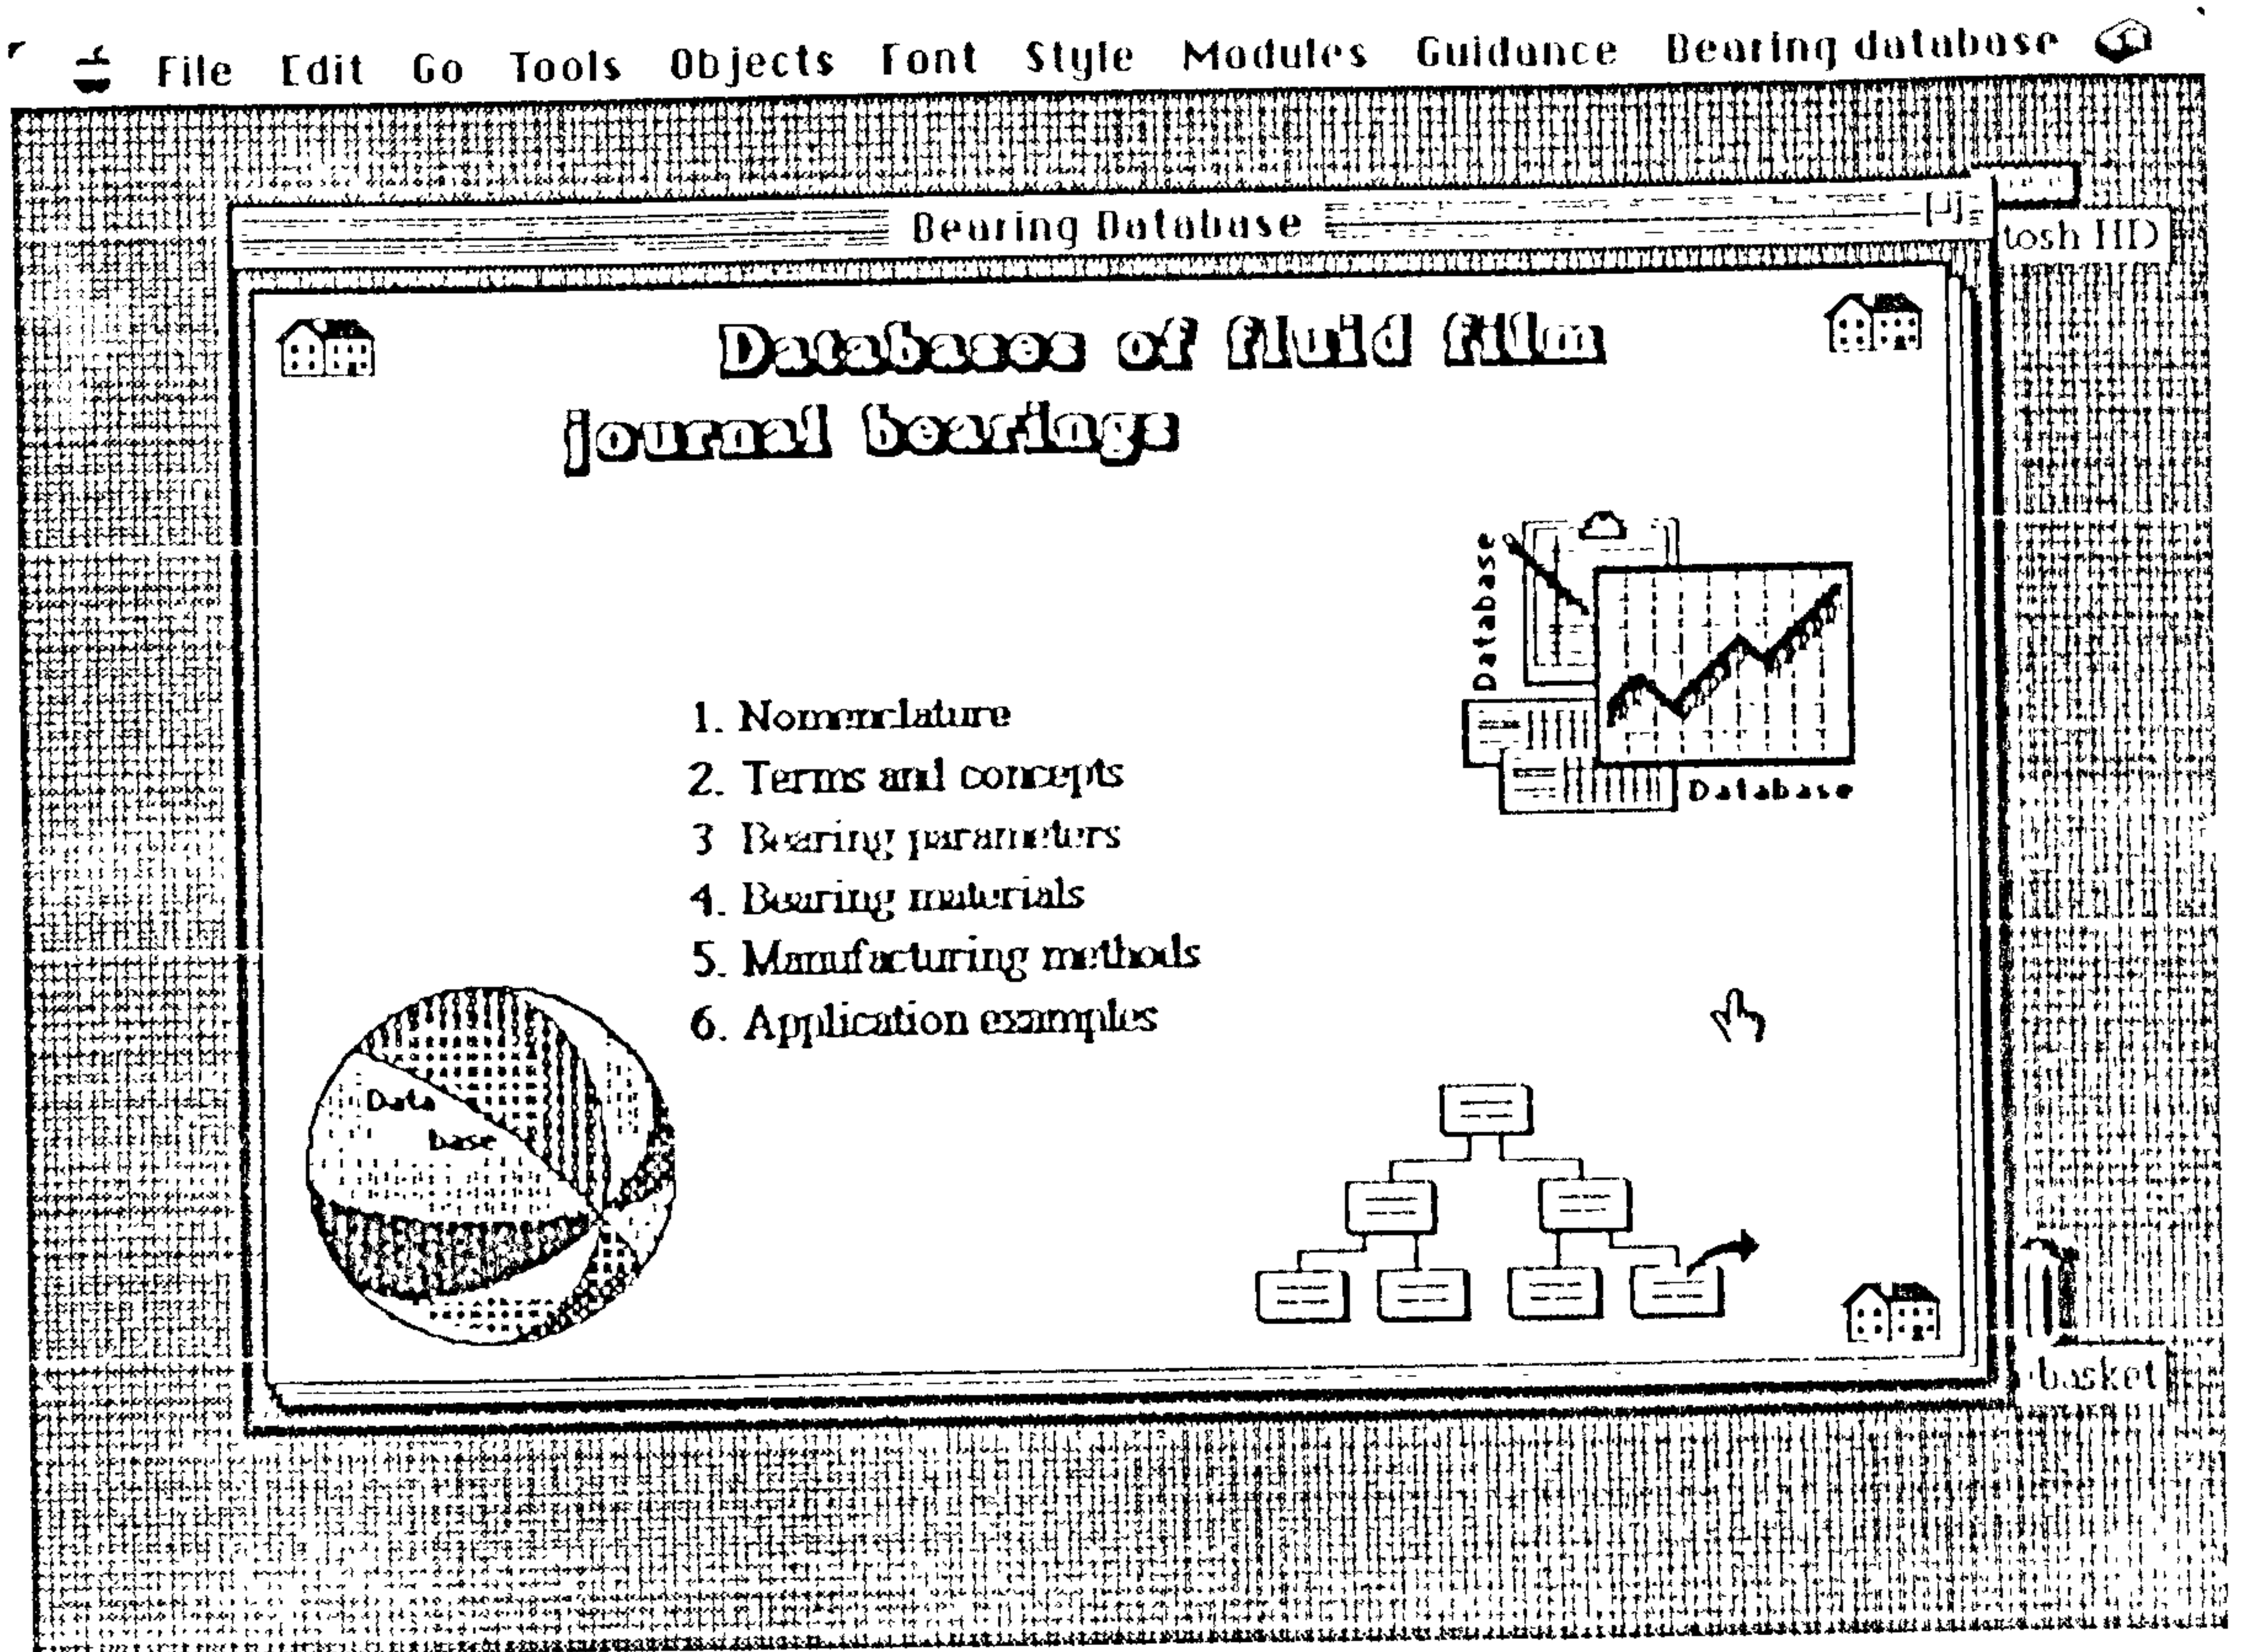 File Edit Go Tools Objects Font Style Modules Guidance Bearing database
Bearing Database
tosh HD
Databases of fluid film
journal bearings
Database
Database
1. Nomenclature
2. Terms and concepts
3 Bearing parameters
4. Bearing materials
5. Manufacturing methods
6. Application examples
Data
base
basket